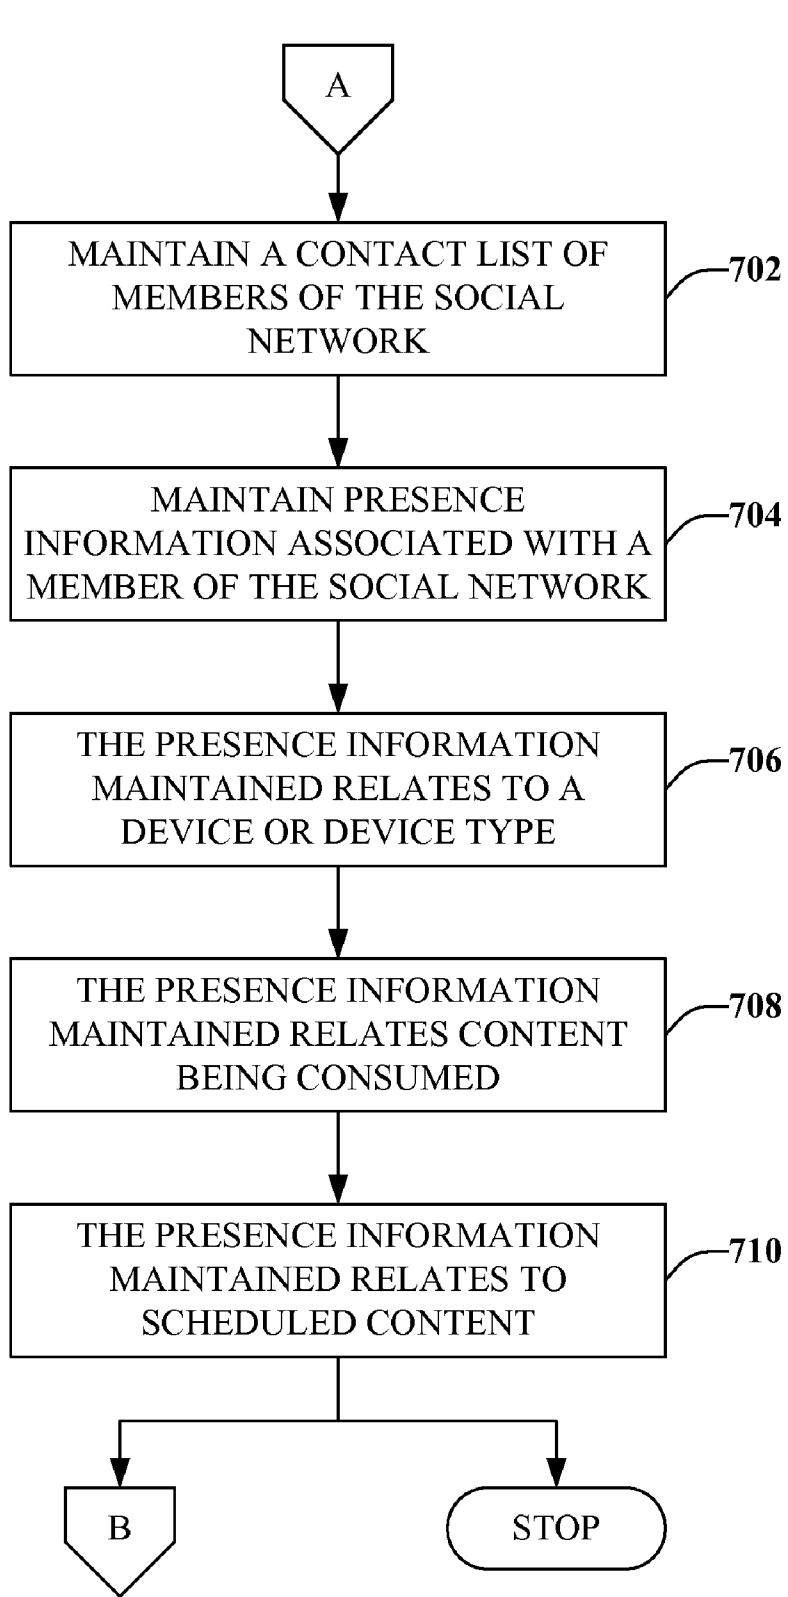 A
MAINTAIN A CONTACT LIST OF
MEMBERS OF THE SOCIAL
NETWORK
702
MAINTAIN PRESENCE
INFORMATION ASSOCIATED WITH A
MEMBER OF THE SOCIAL NETWORK
704
THE PRESENCE INFORMATION
MAINTAINED RELATES TO A
DEVICE OR DEVICE TYPE
706
THE PRESENCE INFORMATION
MAINTAINED RELATES CONTENT
BEING CONSUMED
708
THE PRESENCE INFORMATION
MAINTAINED RELATES TO
SCHEDULED CONTENT
710
B
STOP